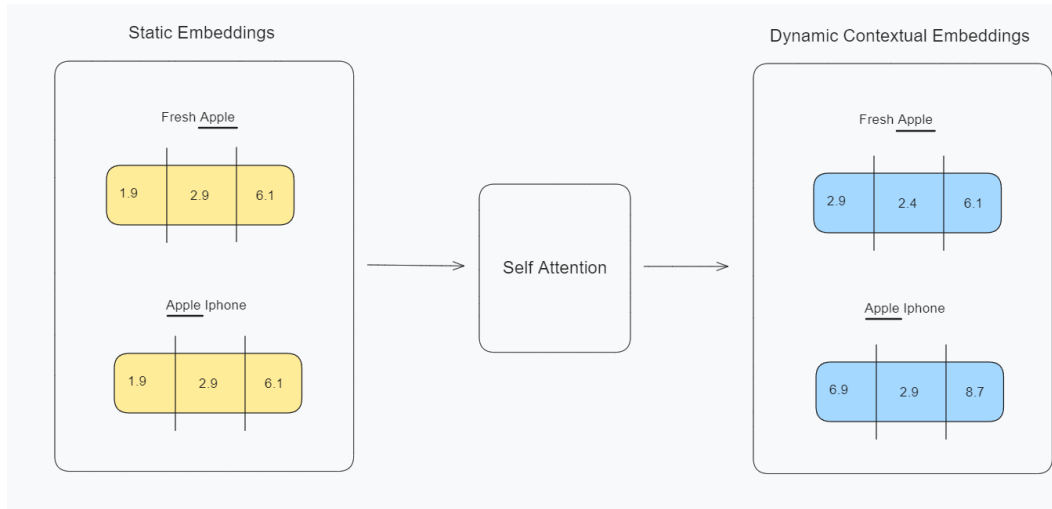 Static Embeddings
Fresh Apple
1.9 2.9 6.1
Apple Iphone
1.9 2.9 6.1
Self Attention
Dynamic Contextual Embeddings
Fresh Apple
2.9 2.4 6.1
Apple Iphone
6.9 2.9 8.7